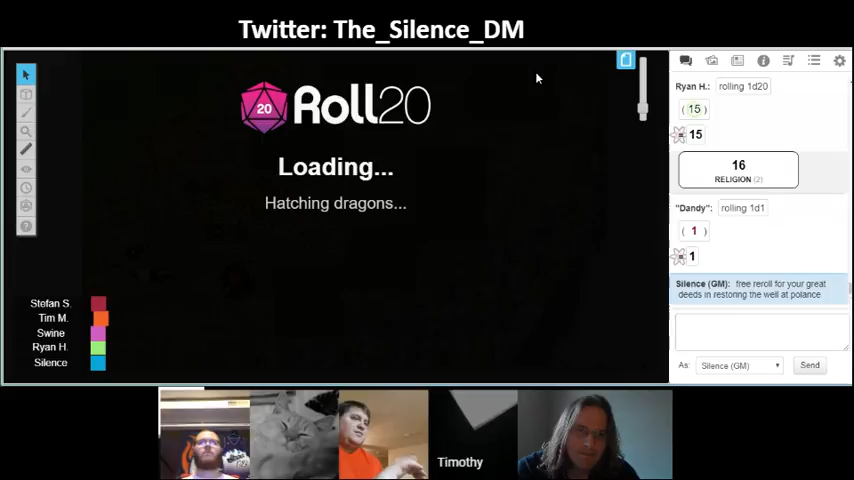 Twitter: The_Silence_DM
20 Roll20
Loading...
Hatching dragons...
Stefan S.
Tim M.
Swine
Ryan H.
Silence
Ryan H.: rolling 1d20
( 15 )
= 15
16
RELIGION (2)
"Dandy": rolling 1d1
( 1 )
= 1
Silence (GM): free reroll for your great
deeds in restoring the well at polance
As: Silence (GM) Send
Timothy